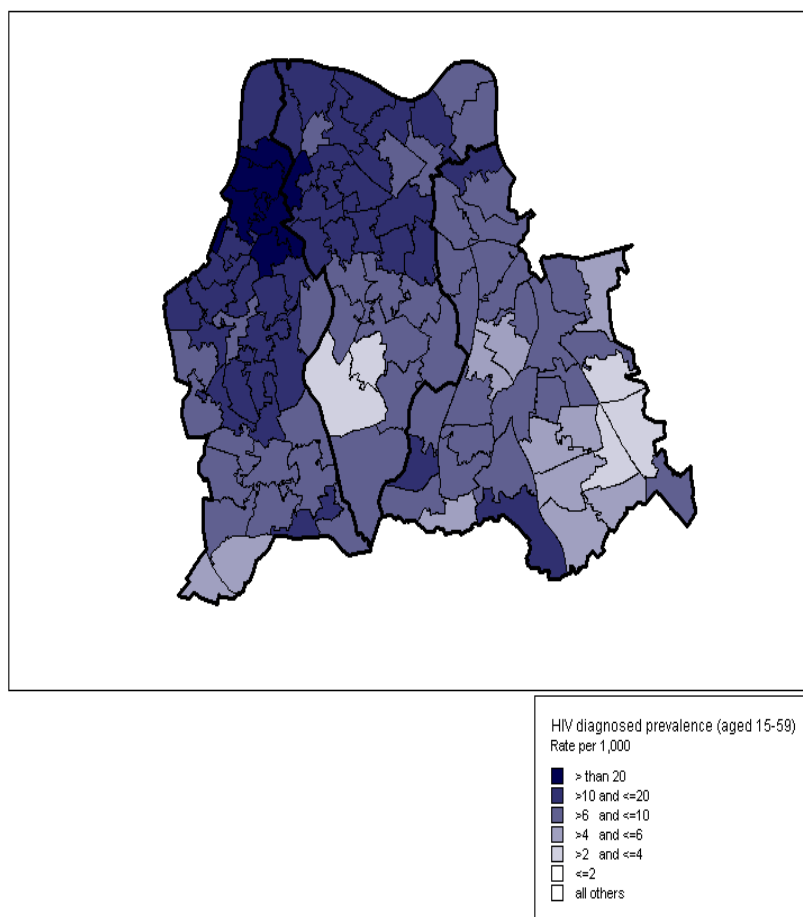 HIV diagnosed prevalence (aged 15-59)
Rate per 1,000
> than 20
>10 and <=20
>6 and <=10
>4 and <=6
>2 and <=4
<=2
all others